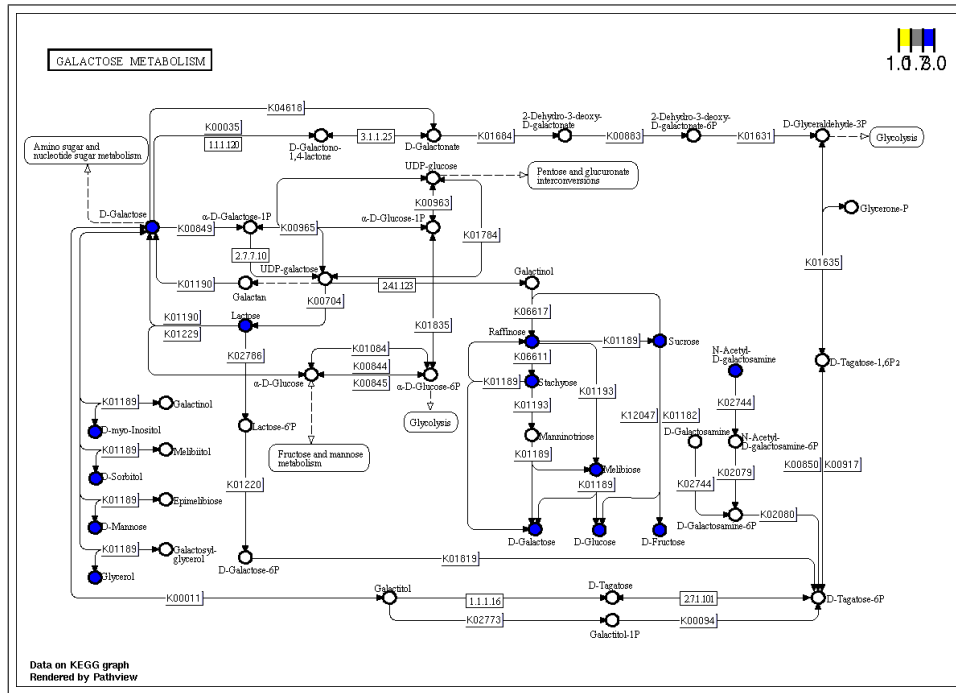 GALACTOSE METABOLISM
K04618
K00035
1.1.1.120
D-Galactono-
1,4-lactone
3.1.1.25
D-Galactonate
K01684
2-Dehydro-3-deoxy-
D-galactonate
K00883
2-Dehydro-3-deoxy-
D-galactonate-6P
K01631
D-Glyceraldehyde-3P
Glycolysis
Amino sugar and
nucleotide sugar metabolism
UDP-glucose
Pentose and glucuronate
interconversions
K00963
D-Galactose
K00849
α-D-Galactose-1P
K00965
α-D-Glucose-1P
K01784
Glycerone-P
2.7.7.10
UDP-galactose
K01190
Galactan
2.4.1.123
Galactinol
K01635
K00704
K01190
K01229
Lactose
K01835
K06617
Raffinose
K01189
Sucrose
K02786
K01084
K00844
K00845
α-D-Glucose
α-D-Glucose-6P
K06611
K01189
Stachyose
K01193
K01193
N-Acetyl-
D-galactosamine
D-Tagatose-1,6P2
K02744
K01189
Galactinol
D-myo-Inositol
Lactose-6'P
Glycolysis
Manninotriose
K12047
K01182
D-Galactosamine
N-Acetyl-
D-galactosamine-6P
K01189
Melibiitol
D-Sorbitol
Fructose and mannose
metabolism
K01189
Melibiose
K01189
K00850
K00917
K02744
K02079
K01220
K01189
Epimelibiose
D-Mannose
K02080
D-Galactosamine-6P
D-Galactose
D-Glucose
D-Fructose
K01189
Galactosyl-
glycerol
Glycerol
D-Galactose-6P
K01819
K00011
Galactitol
1.1.1.16
D-Tagatose
2.7.1.101
D-Tagatose-6P
K02773
Galactitol-1P
K00094
Data on KEGG graph
Rendered by Pathview